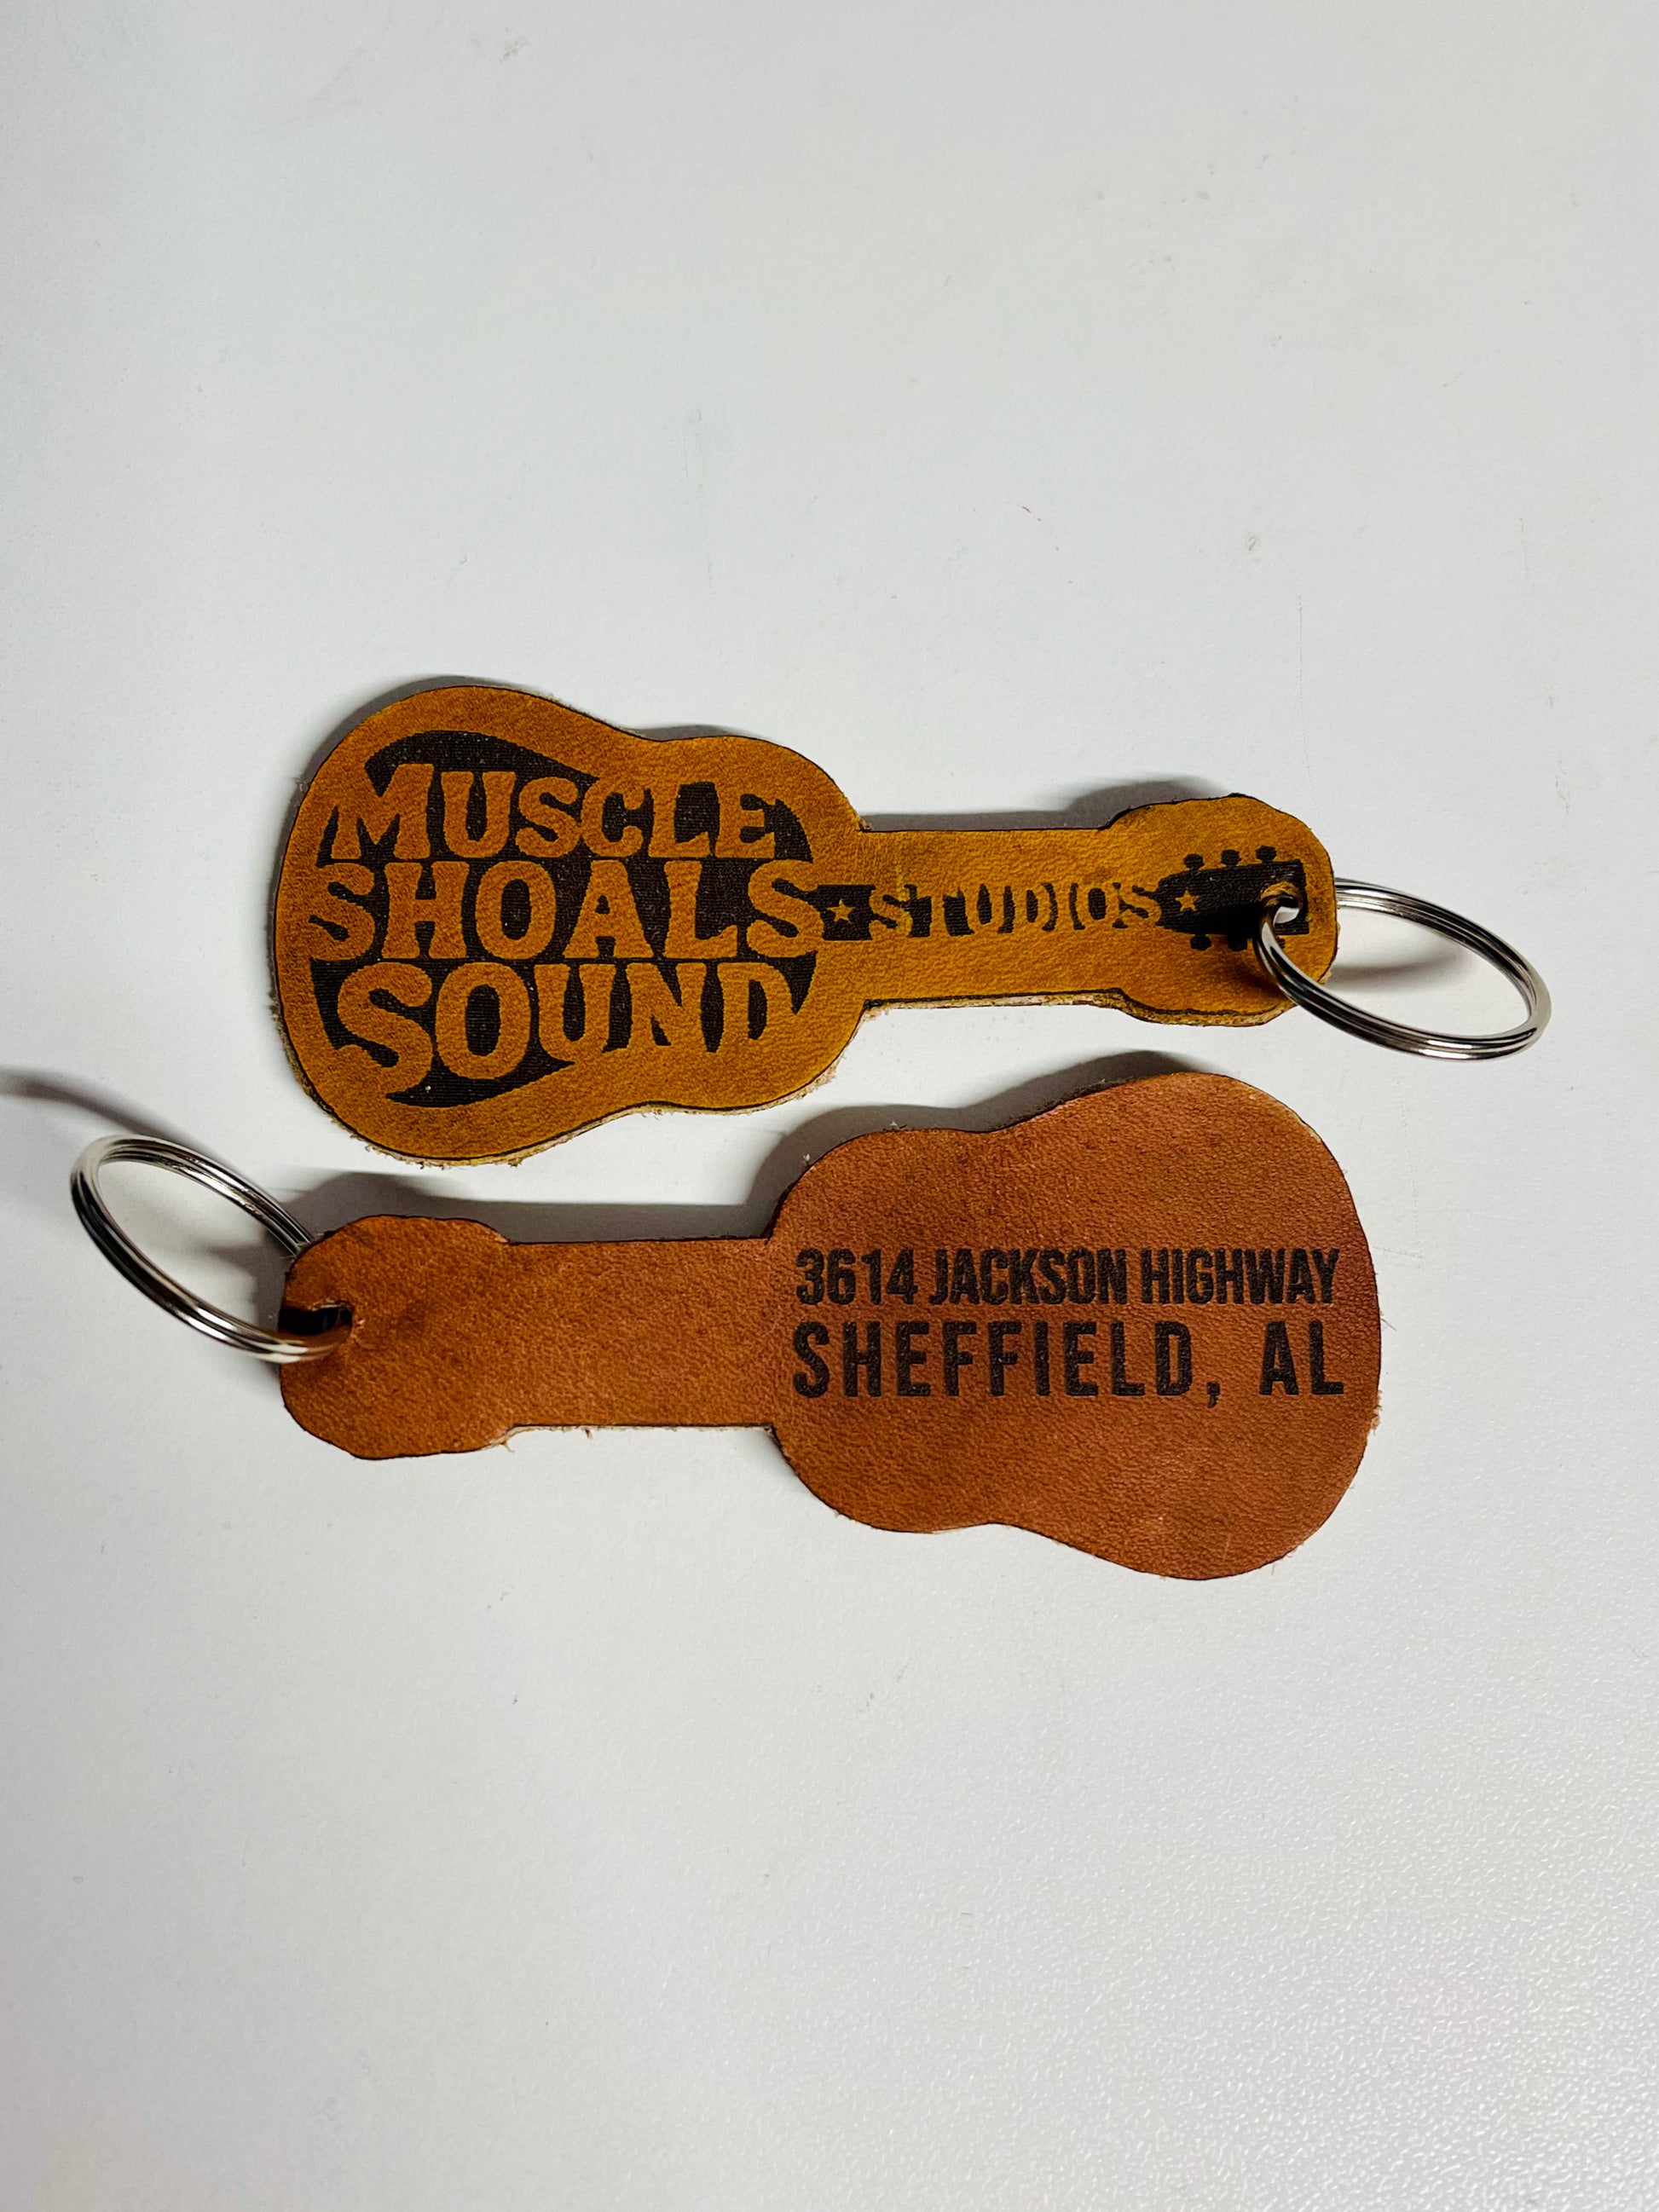 MUSCLE
SHOALS
SOUND
STUDIOS
3614 JACKSON HIGHWAY
SHEFFIELD, AL